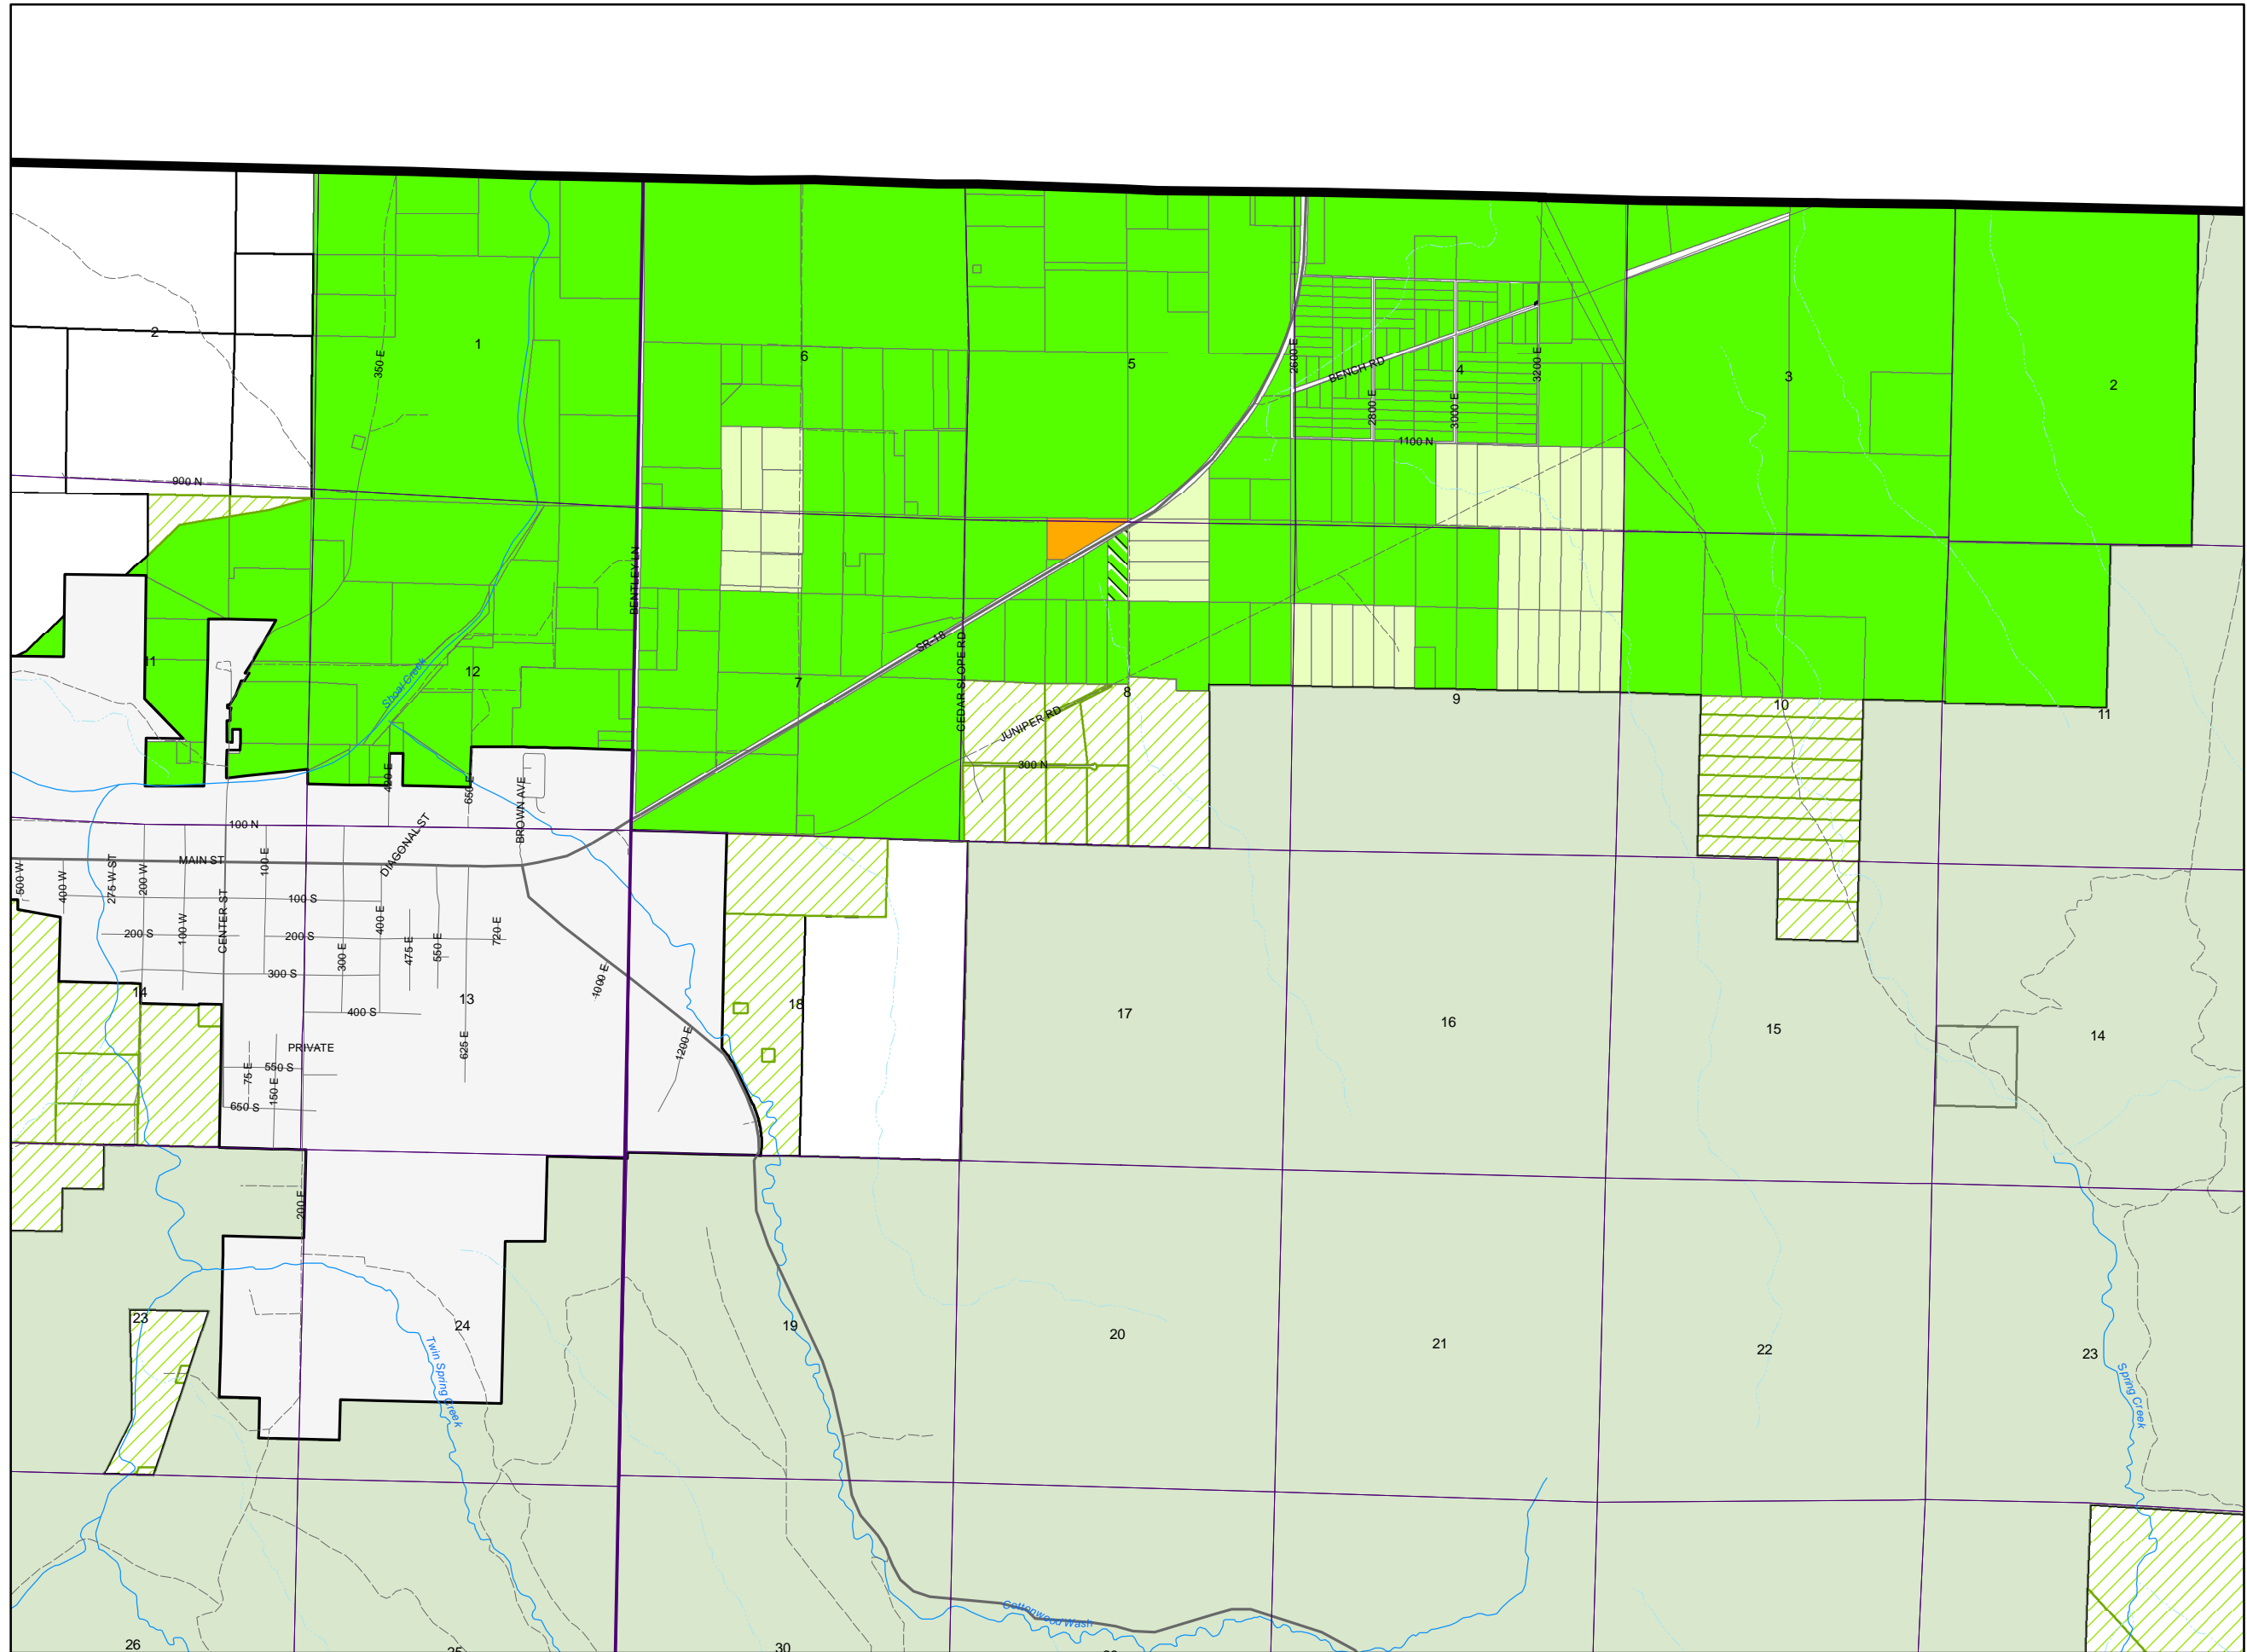 2
1
6
5
4
3
2
350 E
2600 E
BENCH RD
2800 E
3000 E
3200 E
1100 N
900 N
BENTLEY LN
11
12
Shoal Creek
7
SR-18
CEDAR SLOPE RD
8
JUNIPER RD
300 N
9
10
11
420 E
650 E
BROWN AVE
100 N
DIAGONAL ST
MAIN ST
500 W
400 W
275 W ST
200 W
100 W
CENTER ST
100 E
100 S
200 S
200 S
300 S
300 E
400 E
475 E
550 E
720 E
14
13
400 S
1000 E
18
17
16
15
14
PRIVATE
625 E
1200 E
75 E
550 S
150 E
650 S
200 E
23
24
Twin Spring Creek
19
20
21
22
23
Spring Creek
Cottonwood Wash
26
25
30